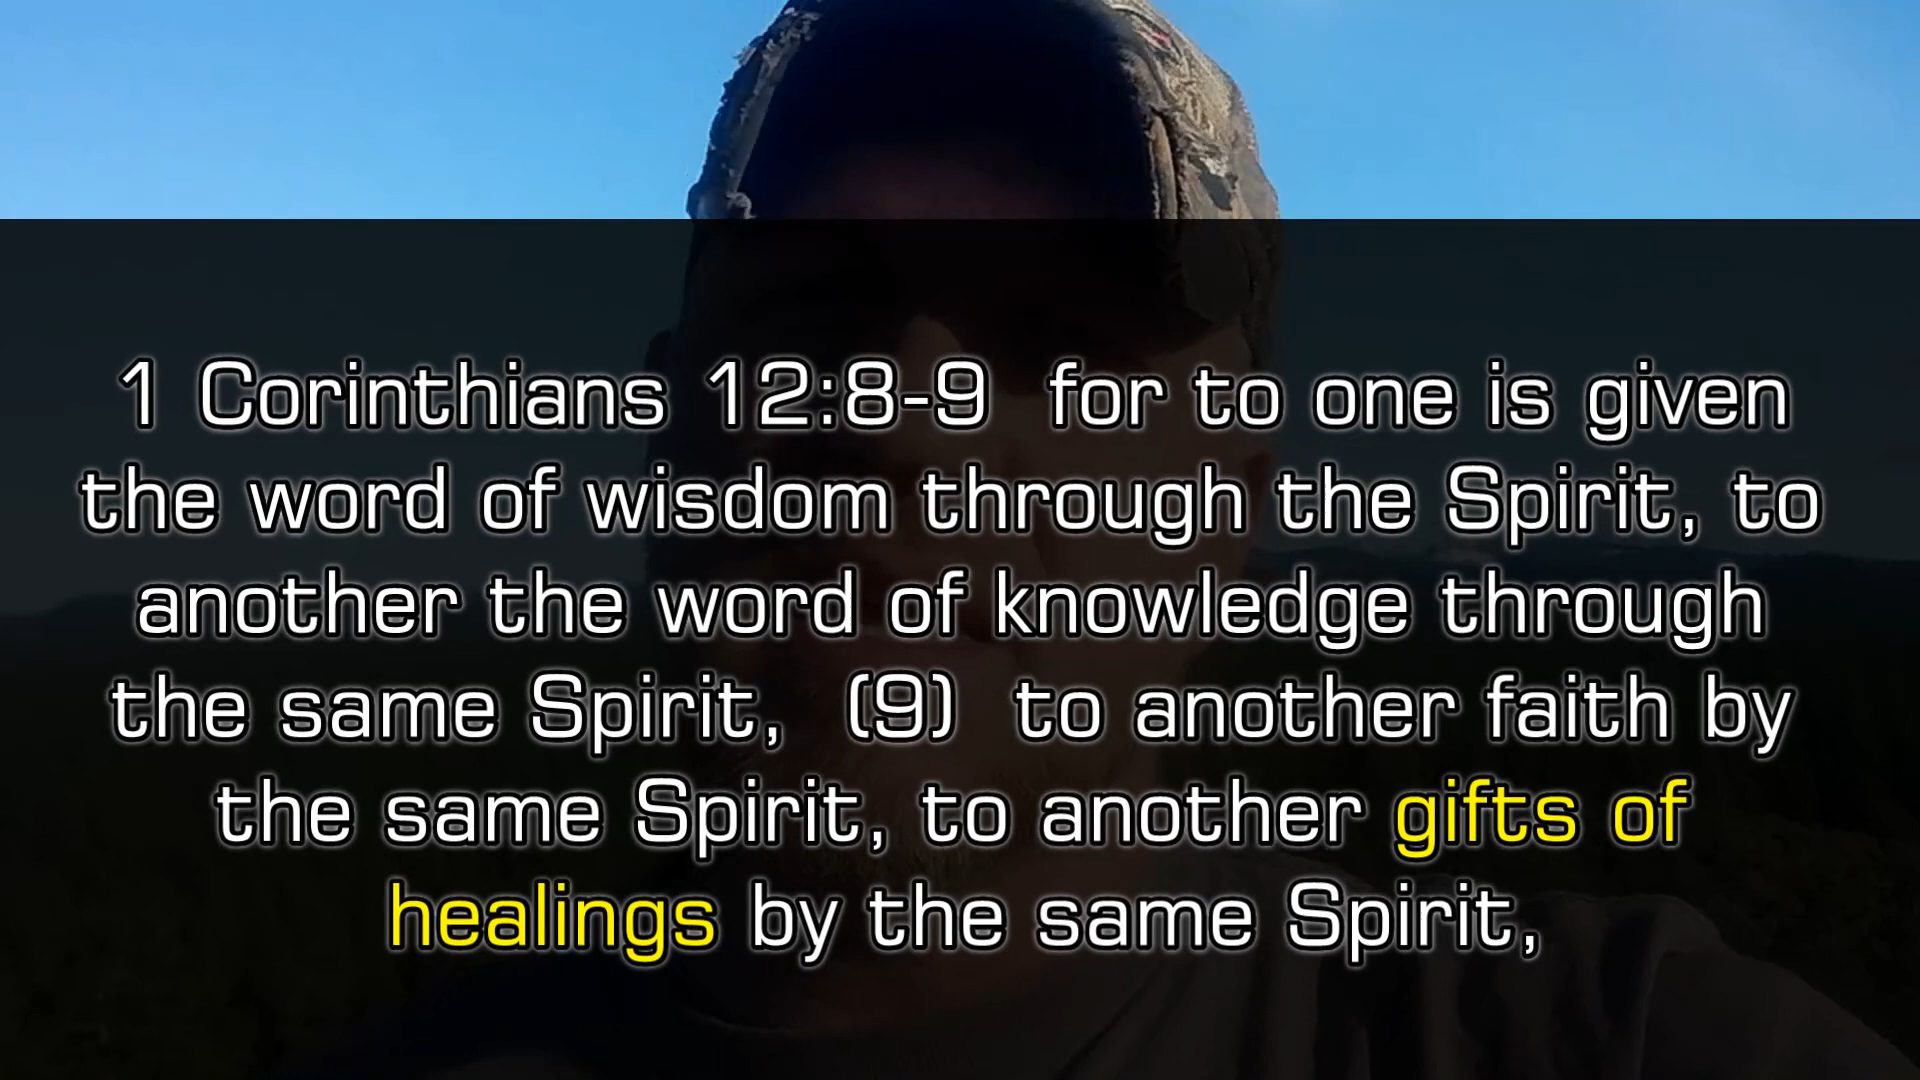 1 Corinthians 12:8-9 for to one is given
the word of wisdom through the Spirit, to
another the word of knowledge through
the same Spirit, (9) to another faith by
the same Spirit, to another gifts of
healings by the same Spirit,